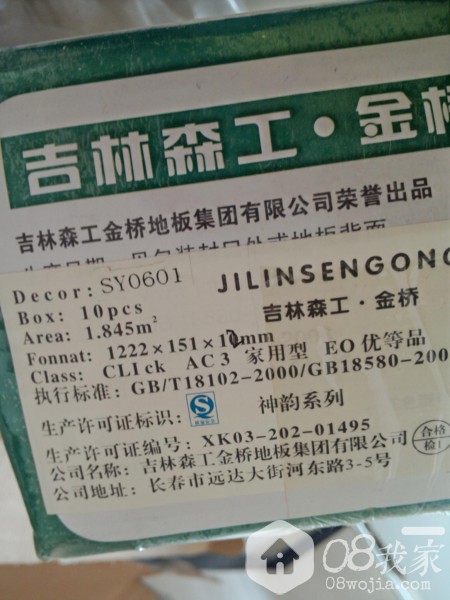 吉林森工·金桥
吉林森工金桥地板集团有限公司荣誉出品
Decor: SY0601
Box: 10pcs
Area: 1.845m²
JILINSENGONG
吉林森工·金桥
Fonnat: 1222×151×12mm
Class: CLIck AC3 家用型 EO优等品
执行标准: GB/T18102-2000/GB18580-200
生产许可证标识: 神韵系列
生产许可证编号: XK03-202-01495
公司名称: 吉林森工金桥地板集团有限公司
合格
检1
公司地址: 长春市远达大街河东路3-5号
08我家
08wojia.com